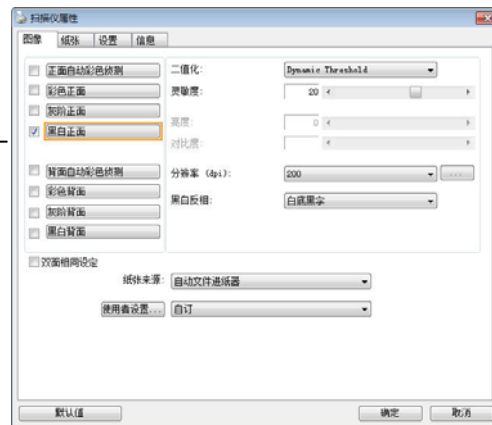 扫描仪属性
图像 纸张 设置 信息
正面自动彩色侦测
彩色正面
灰阶正面
黑白正面
背面自动彩色侦测
彩色背面
灰阶背面
黑白背面
二值化: Dynamic Threshold
灵敏度: 20
亮度: 0
对比度:
分辨率 (dpi): 200 ...
黑白反相: 白底黑字
双面相同设定
纸张来源: 自动文件进纸器
使用者设置... 自订
默认值 确定 取消